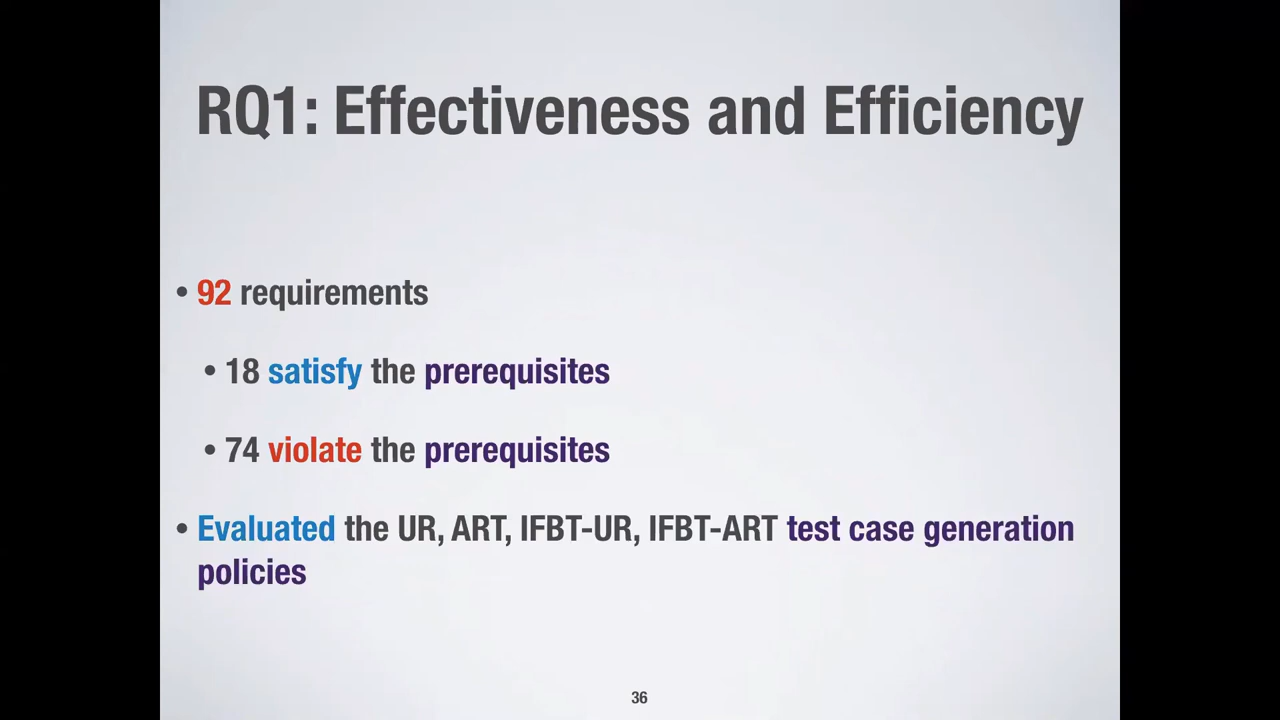 RQ1: Effectiveness and Efficiency
• 92 requirements
• 18 satisfy the prerequisites
• 74 violate the prerequisites
• Evaluated the UR, ART, IFBT-UR, IFBT-ART test case generation
policies
36